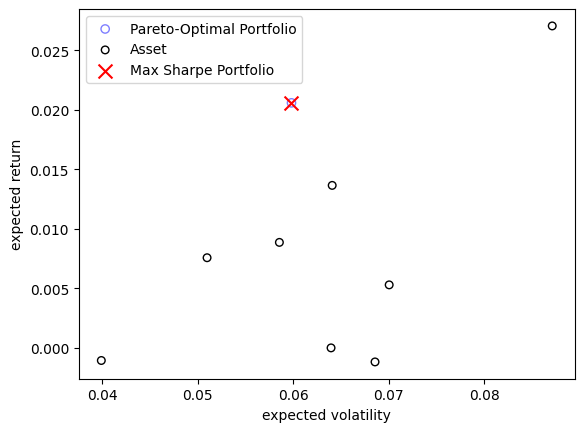 Pareto-Optimal Portfolio
Asset
Max Sharpe Portfolio
expected return
0.025
0.020
0.015
0.010
0.005
0.000
0.04 0.05 0.06 0.07 0.08
expected volatility